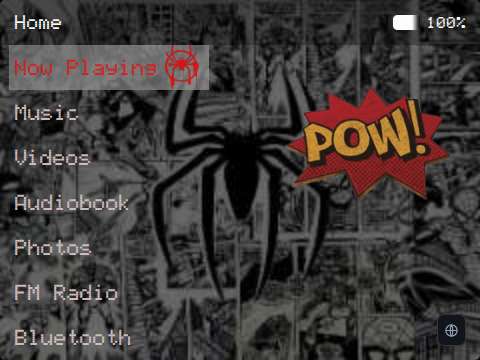 Home
100%
Now Playing
Music
POW!
Videos
Audiobook
Photos
FM Radio
Bluetooth